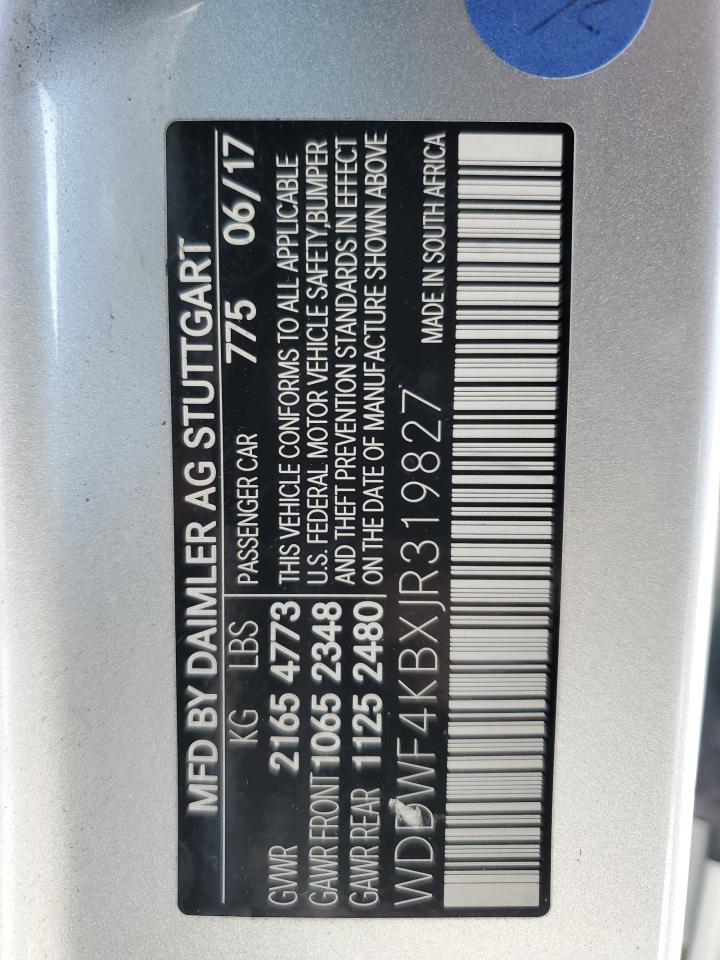 MFD BY DAIMLER AG STUTTGART
KG LBS PASSENGER CAR 775 06/17
GVWR 2165 4773 THIS VEHICLE CONFORMS TO ALL APPLICABLE
GAWR FRONT 1065 2348 U.S. FEDERAL MOTOR VEHICLE SAFETY,BUMPER
GAWR REAR 1125 2480 AND THEFT PREVENTION STANDARDS IN EFFECT
ON THE DATE OF MANUFACTURE SHOWN ABOVE
WDDWF4KBXJR319827 MADE IN SOUTH AFRICA